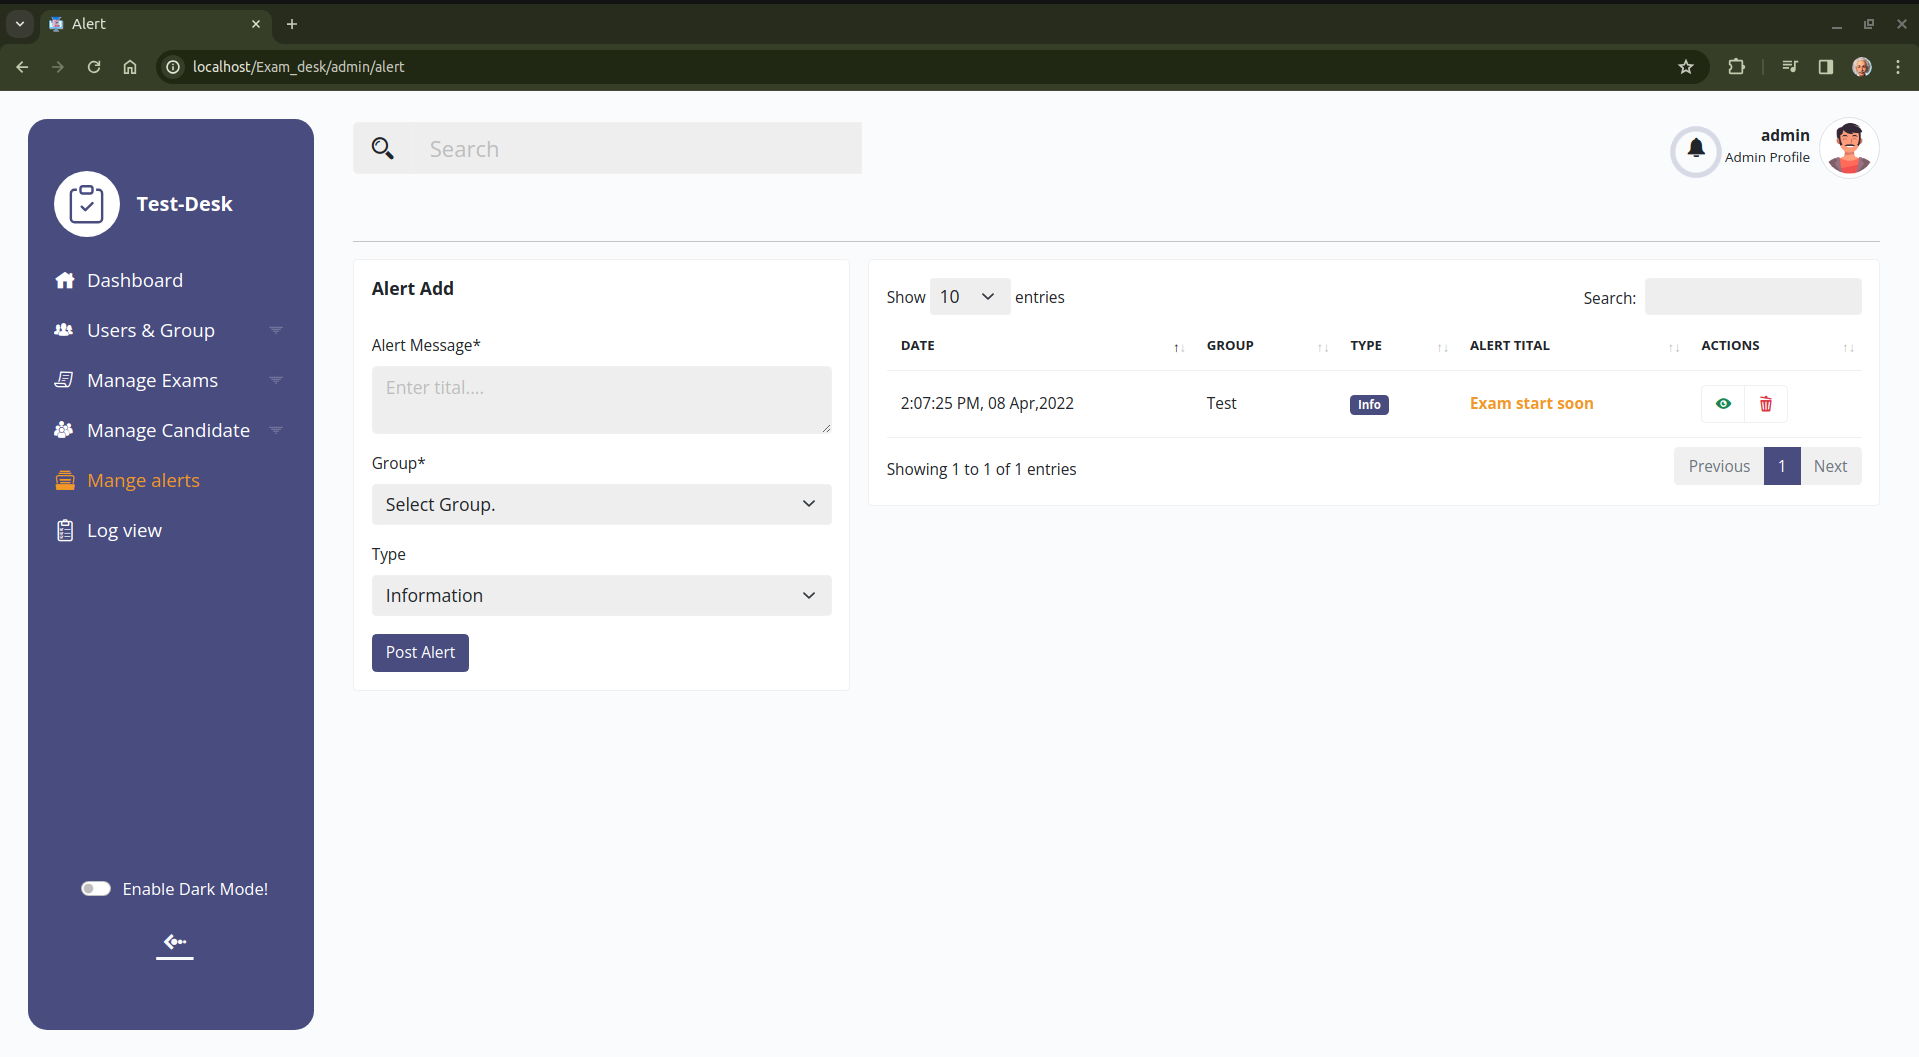 Alert
localhost/Exam_desk/admin/alert
Test-Desk
Dashboard
Users & Group
Manage Exams
Manage Candidate
Mange alerts
Log view
Enable Dark Mode!
Search
admin
Admin Profile
Alert Add
Alert Message*
Enter tital....
Group*
Select Group.
Type
Information
Post Alert
Show 10 entries
Search:
DATE GROUP TYPE ALERT TITAL ACTIONS
2:07:25 PM, 08 Apr,2022 Test Info Exam start soon
Showing 1 to 1 of 1 entries
Previous 1 Next